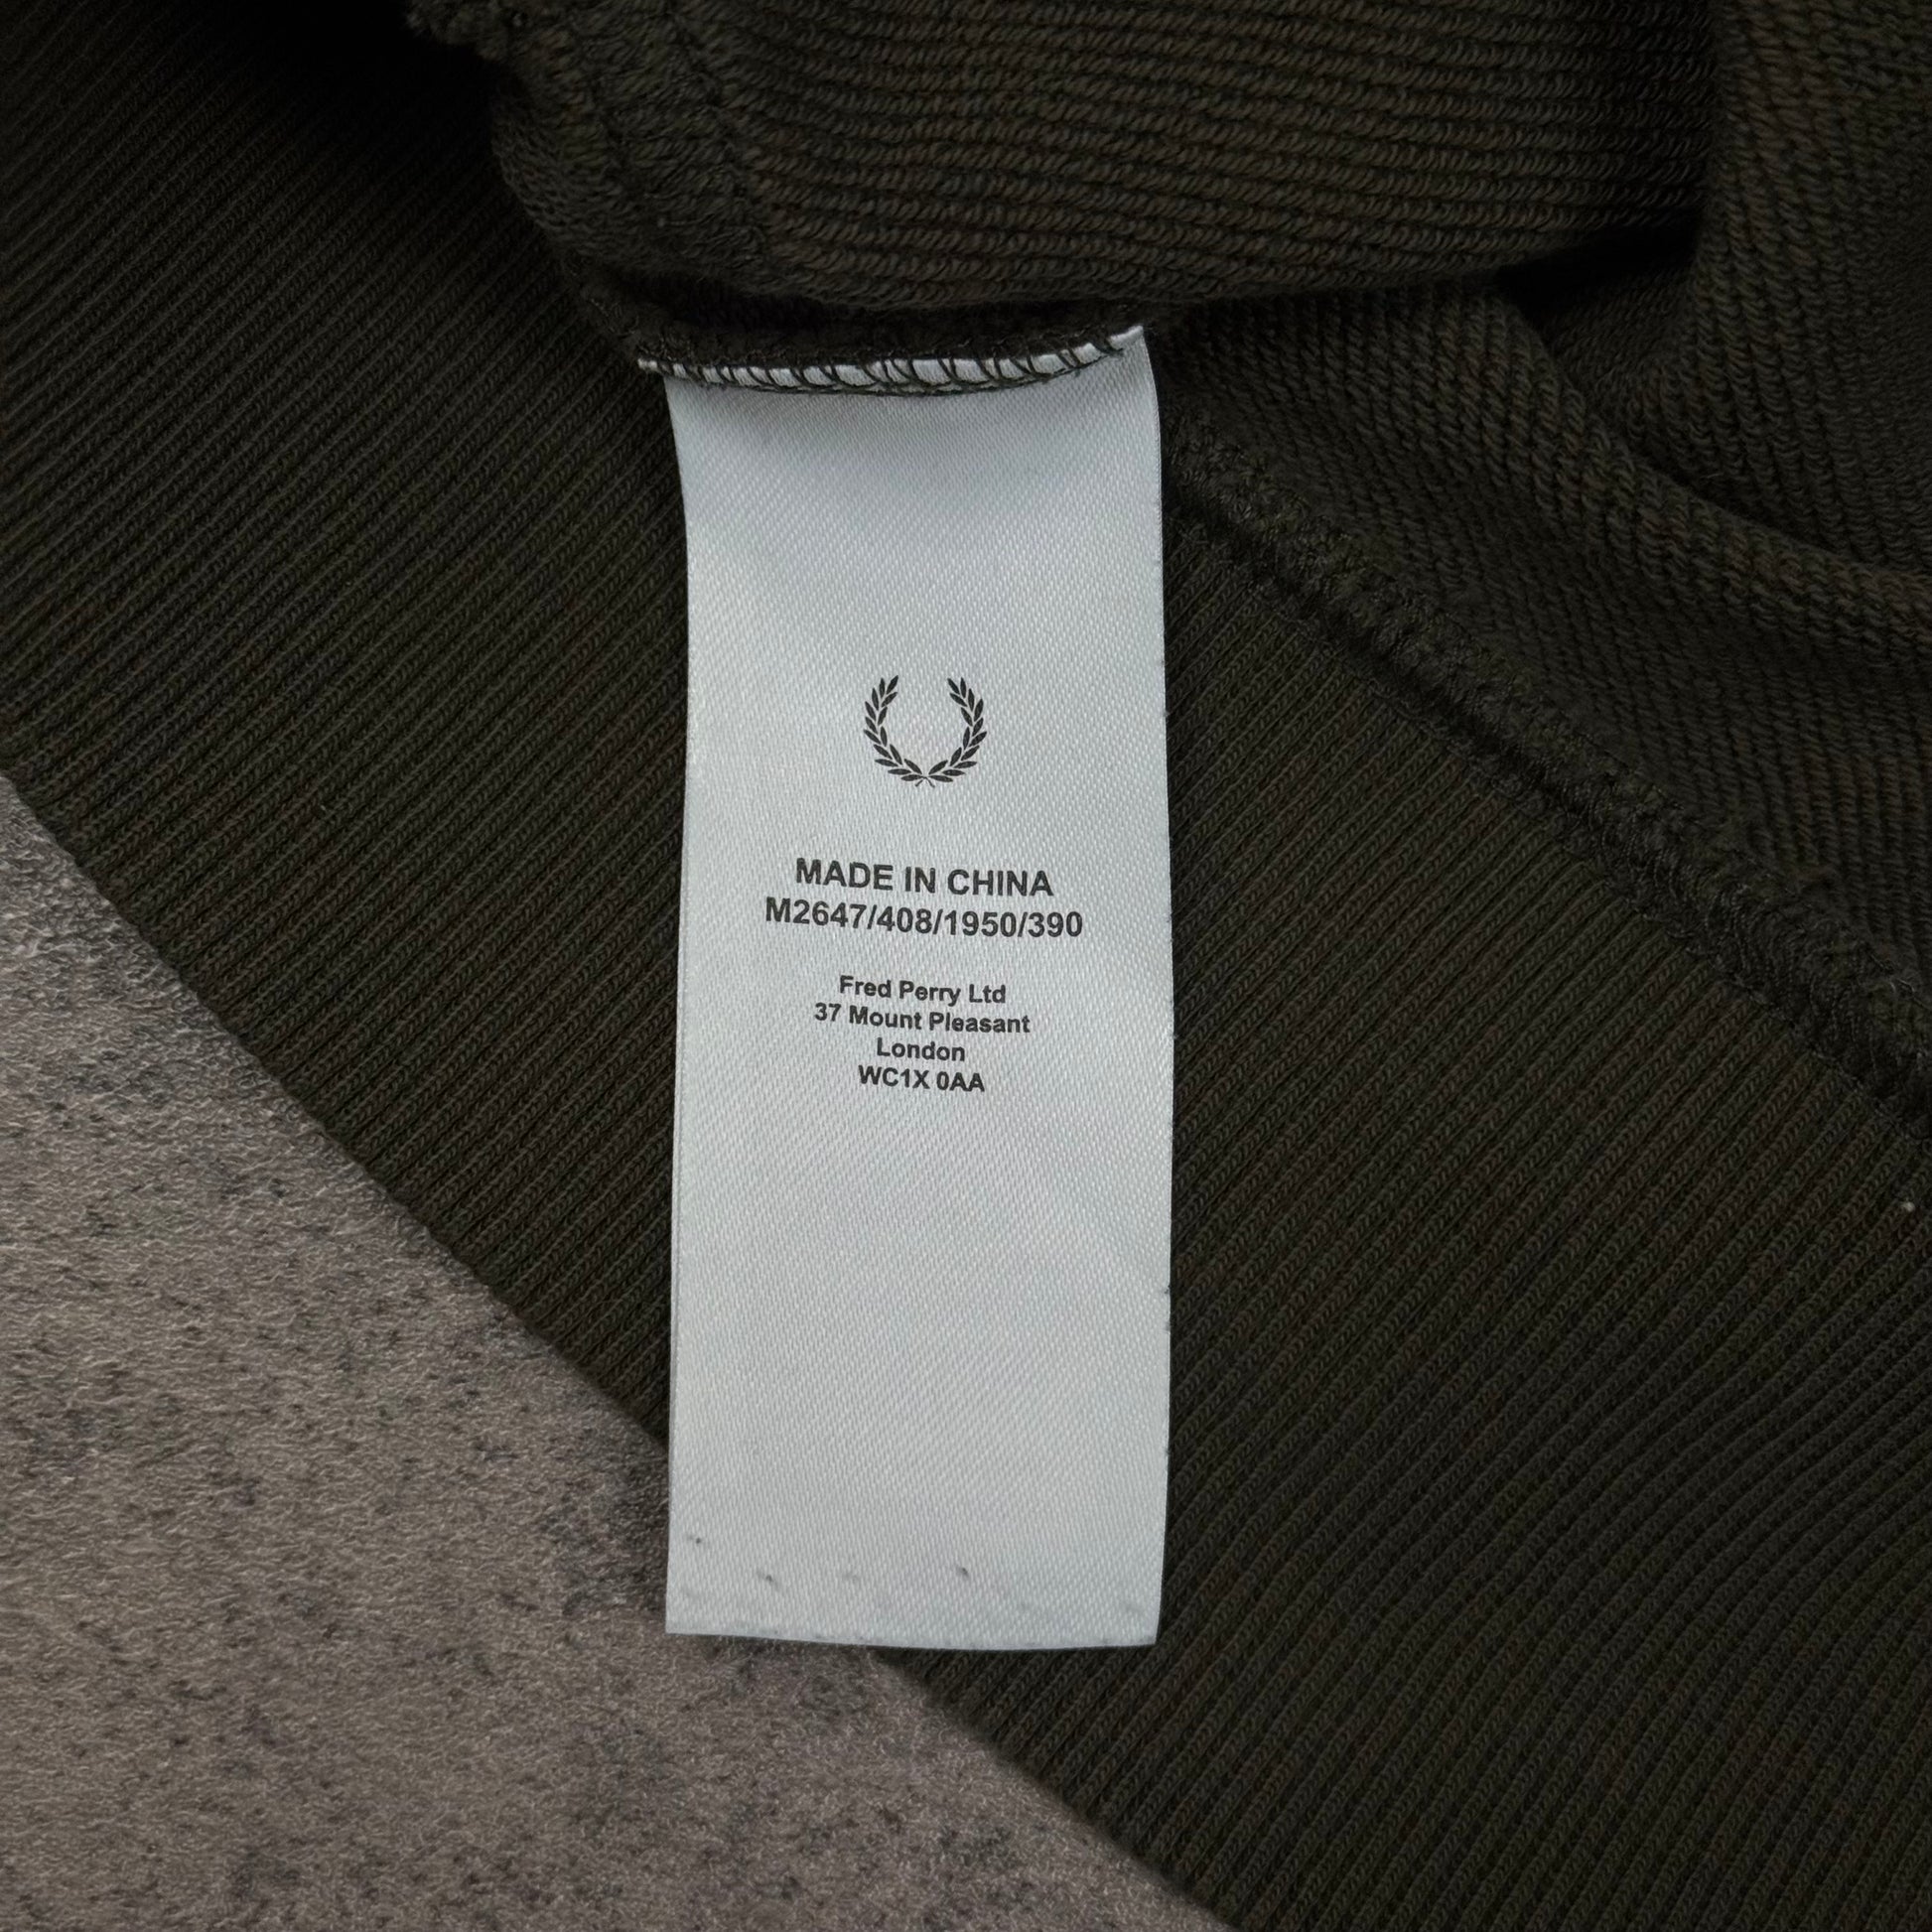 MADE IN CHINA
M2647/408/1950/390
Fred Perry Ltd
37 Mount Pleasant
London
WC1X 0AA